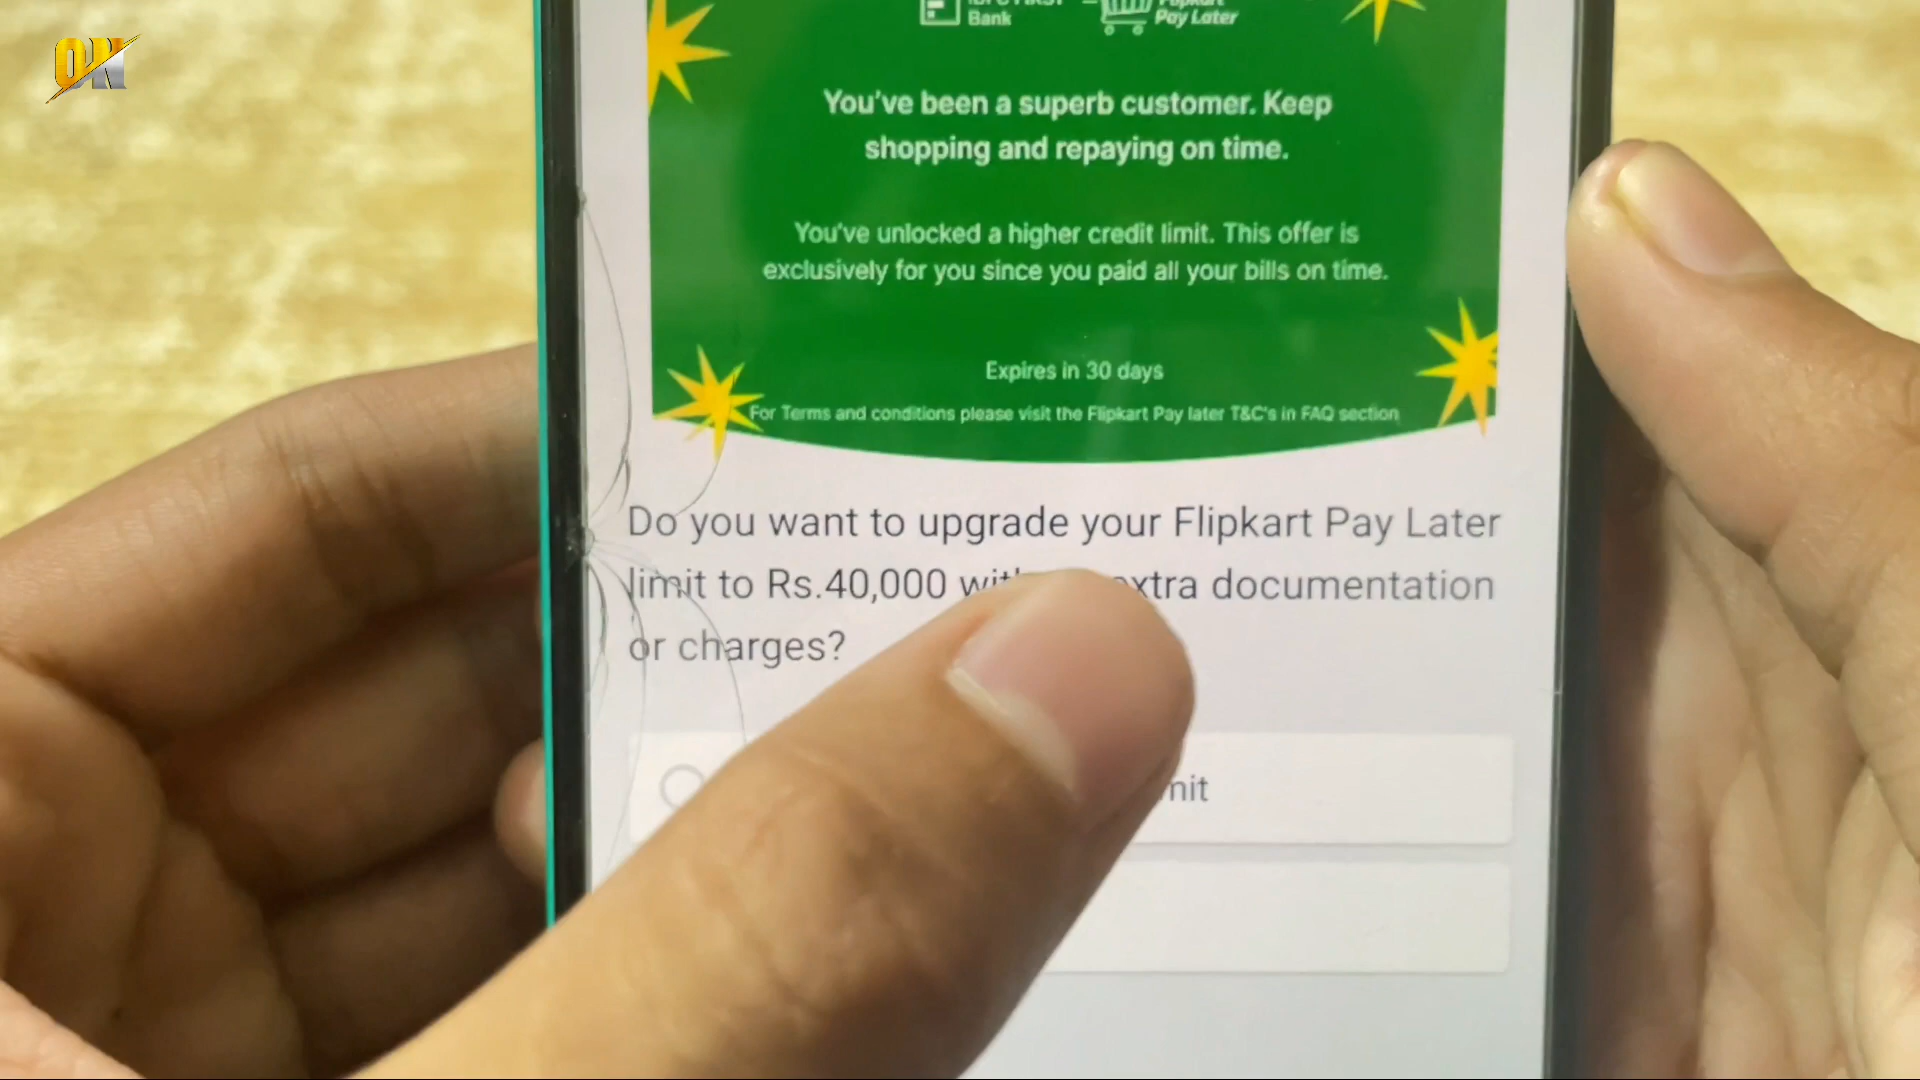 ON
Bank
Pay Later
You've been a superb customer. Keep
shopping and repaying on time.
You've unlocked a higher credit limit. This offer is
exclusively for you since you paid all your bills on time.
Expires in 30 days
For Terms and conditions please visit the Flipkart Pay later T&C's in FAQ section
Do you want to upgrade your Flipkart Pay Later
limit to Rs.40,000 documentation
or charges?